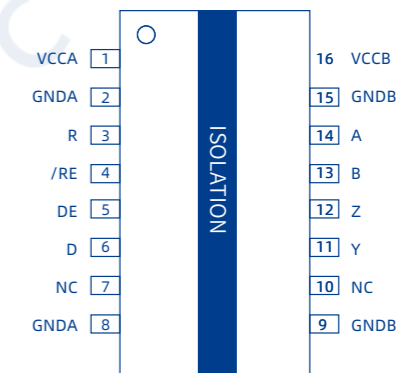 VCCA 1 16 VCCB
GNDA 2 15 GNDB
R 3 14 A
/RE 4 13 B
DE 5 12 Z
D 6 11 Y
NC 7 10 NC
GNDA 8 9 GNDB
ISOLATION